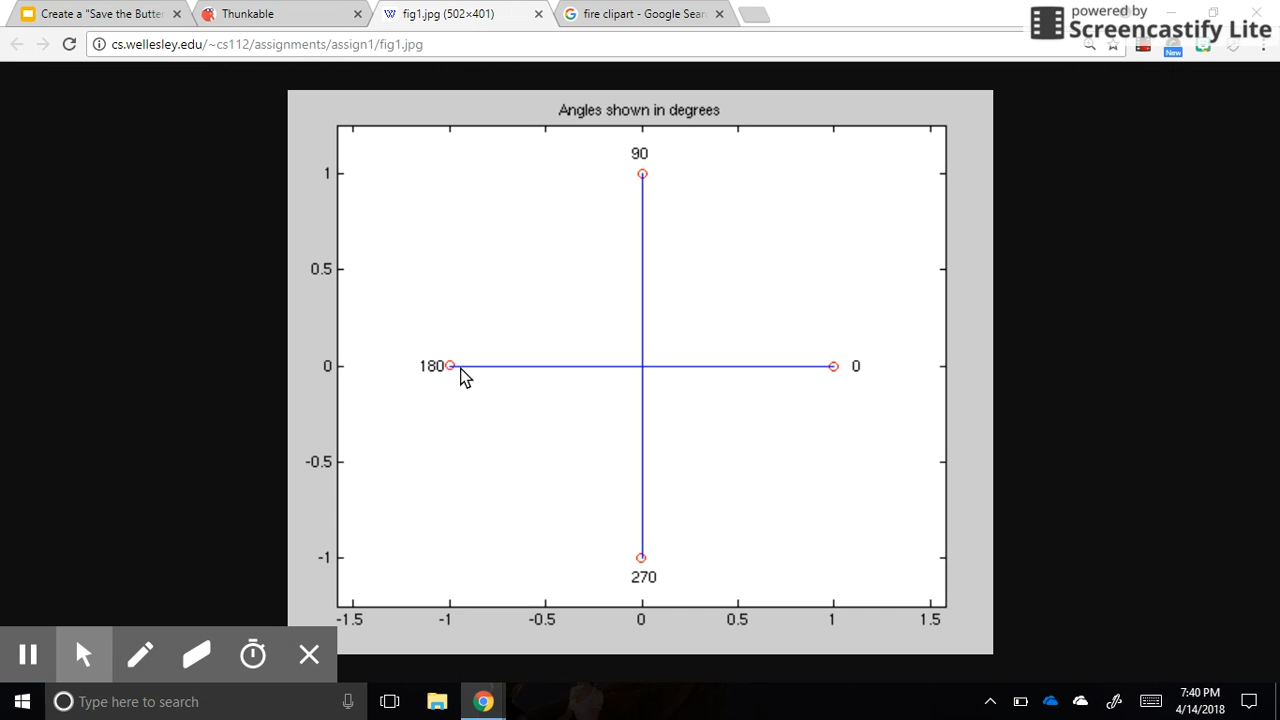 Create a "Save the Butter
Thunkable
fig1.jpg (502×401)
fire clipart - Google Sear
powered by
Screencastify Lite
cs.wellesley.edu/~cs112/assignments/assign1/fig1.jpg
New
Angles shown in degrees
90
1
0.5
180
0
0
-0.5
-1
270
-1.5
-1
-0.5
0
0.5
1
1.5
Type here to search
7:40 PM
4/14/2018